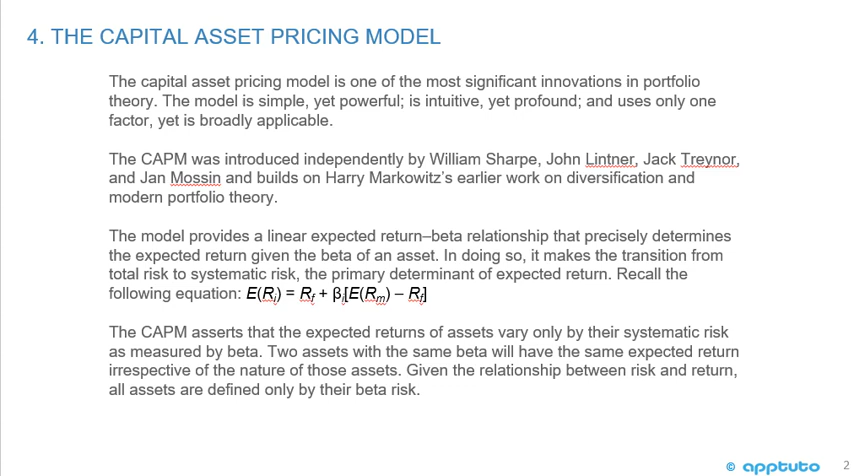 4. THE CAPITAL ASSET PRICING MODEL
The capital asset pricing model is one of the most significant innovations in portfolio
theory. The model is simple, yet powerful; is intuitive, yet profound; and uses only one
factor, yet is broadly applicable.
The CAPM was introduced independently by William Sharpe, John Lintner, Jack Treynor,
and Jan Mossin and builds on Harry Markowitz's earlier work on diversification and
modern portfolio theory.
The model provides a linear expected return–beta relationship that precisely determines
the expected return given the beta of an asset. In doing so, it makes the transition from
total risk to systematic risk, the primary determinant of expected return. Recall the
following equation: E(Ri) = Rf + βi[E(Rm) – Rf]
The CAPM asserts that the expected returns of assets vary only by their systematic risk
as measured by beta. Two assets with the same beta will have the same expected return
irrespective of the nature of those assets. Given the relationship between risk and return,
all assets are defined only by their beta risk.
© apptuto 2